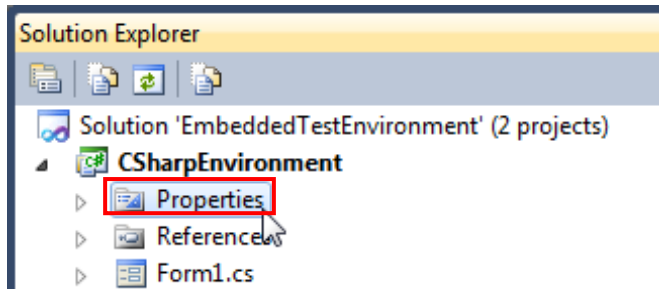 Solution Explorer
Solution 'EmbeddedTestEnvironment' (2 projects)
C# CSharpEnvironment
Properties
References
Form1.cs